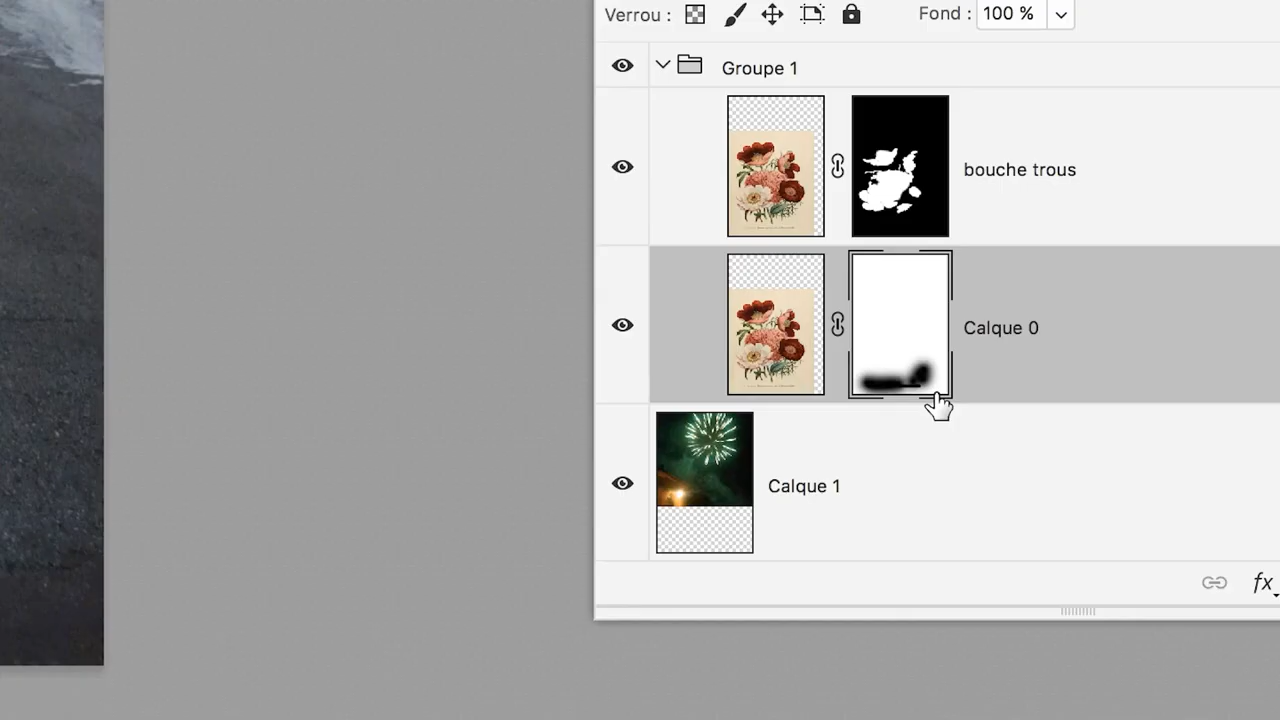 Verrou :
Fond : 100 %
Groupe 1
bouche trous
Calque 0
Calque 1
fx